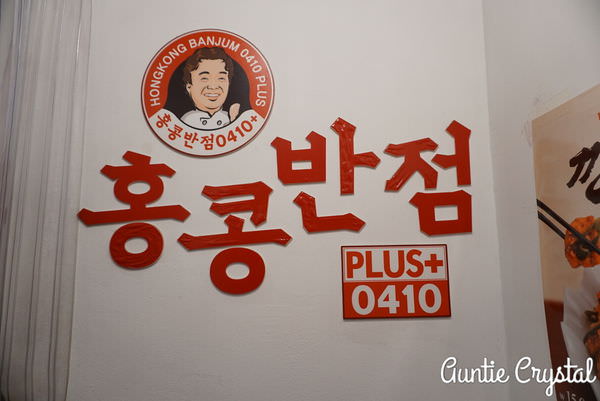 HONGKONG BANJUM 0410 PLUS
홍콩반점0410+
홍콩반점
PLUS+
0410
Auntie Crystal